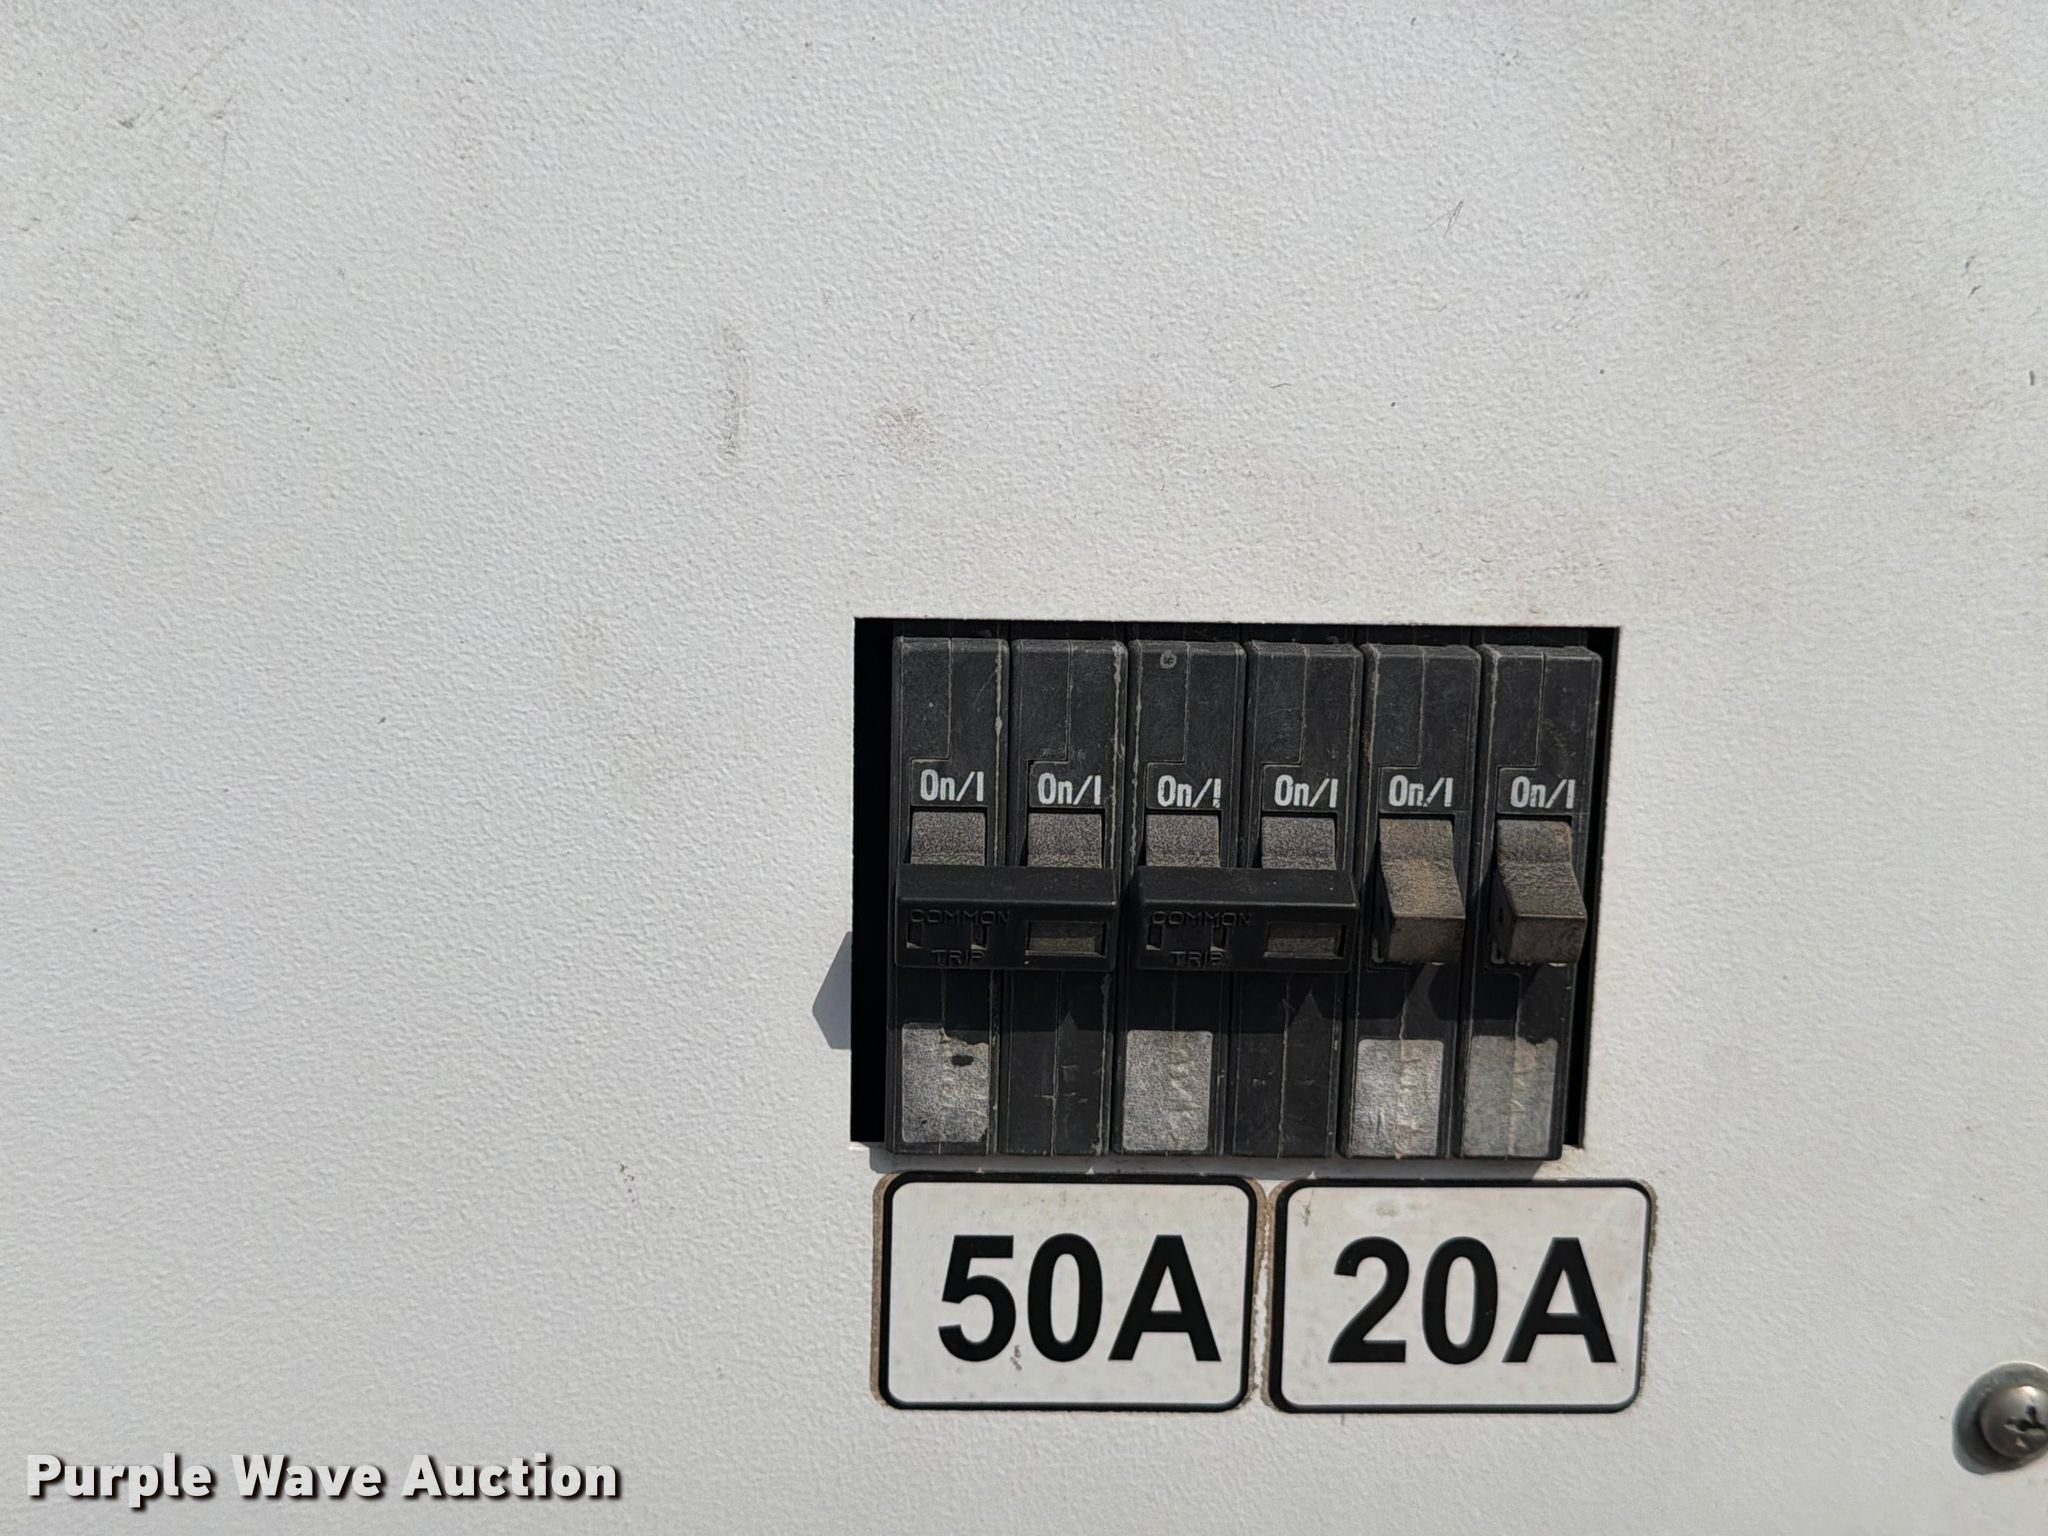 On/I On/I On/I On/I On/I On/I
COMMON COMMON
TRIP TRIP
50A 20A
Purple Wave Auction